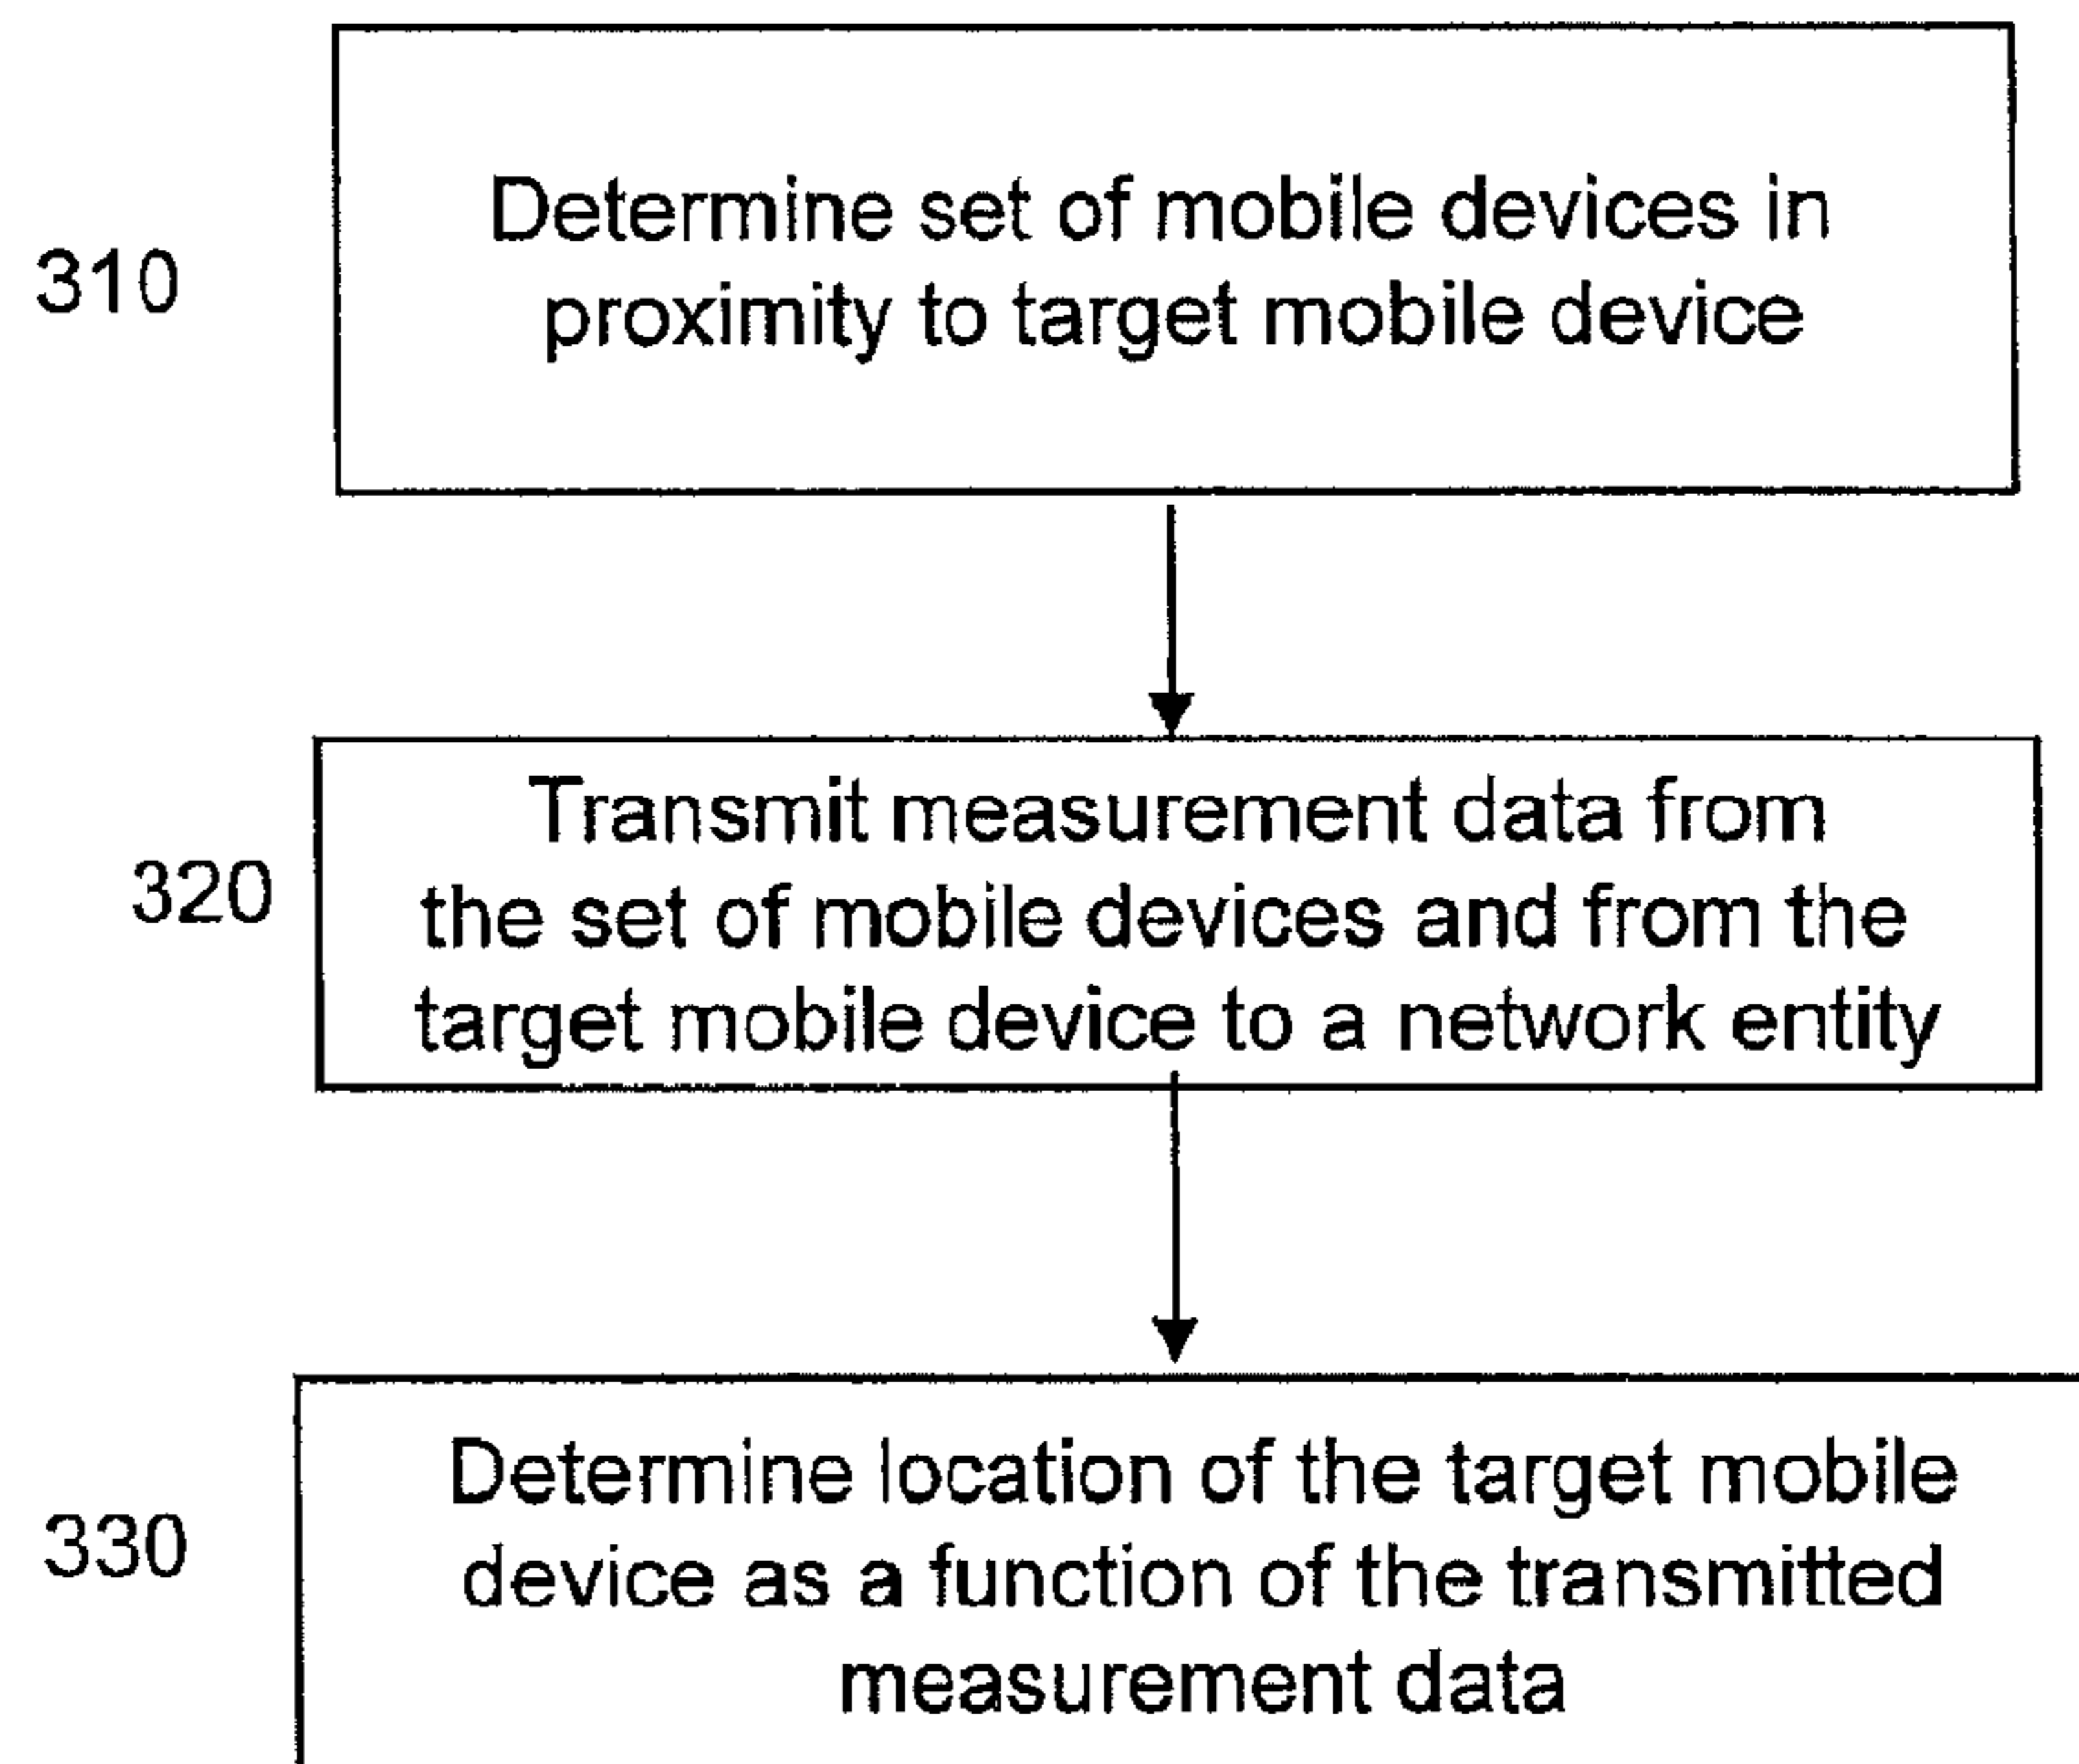 310
Determine set of mobile devices in
proximity to target mobile device
320
Transmit measurement data from
the set of mobile devices and from the
target mobile device to a network entity
330
Determine location of the target mobile
device as a function of the transmitted
measurement data